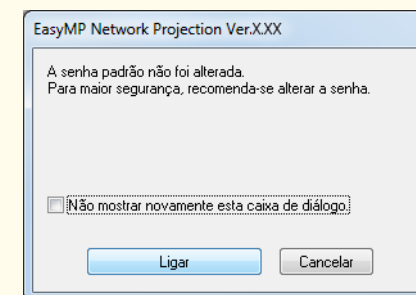 EasyMP Network Projection Ver.X.XX
A senha padrão não foi alterada.
Para maior segurança, recomenda-se alterar a senha.
Não mostrar novamente esta caixa de diálogo.
Ligar
Cancelar